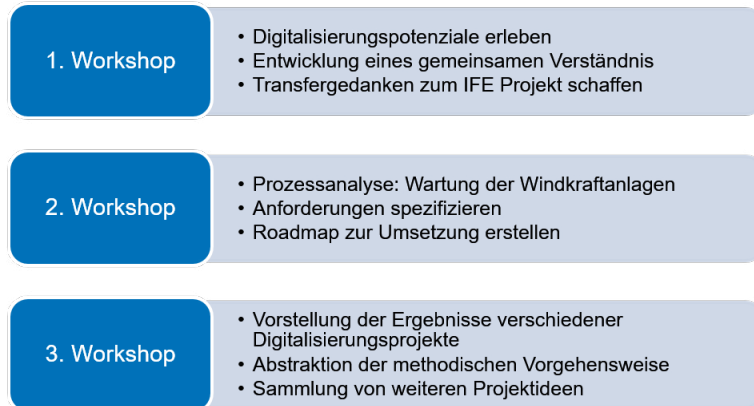 1. Workshop
• Digitalisierungspotenziale erleben
• Entwicklung eines gemeinsamen Verständnis
• Transfergedanken zum IFE Projekt schaffen
2. Workshop
• Prozessanalyse: Wartung der Windkraftanlagen
• Anforderungen spezifizieren
• Roadmap zur Umsetzung erstellen
3. Workshop
• Vorstellung der Ergebnisse verschiedener
Digitalisierungsprojekte
• Abstraktion der methodischen Vorgehensweise
• Sammlung von weiteren Projektideen